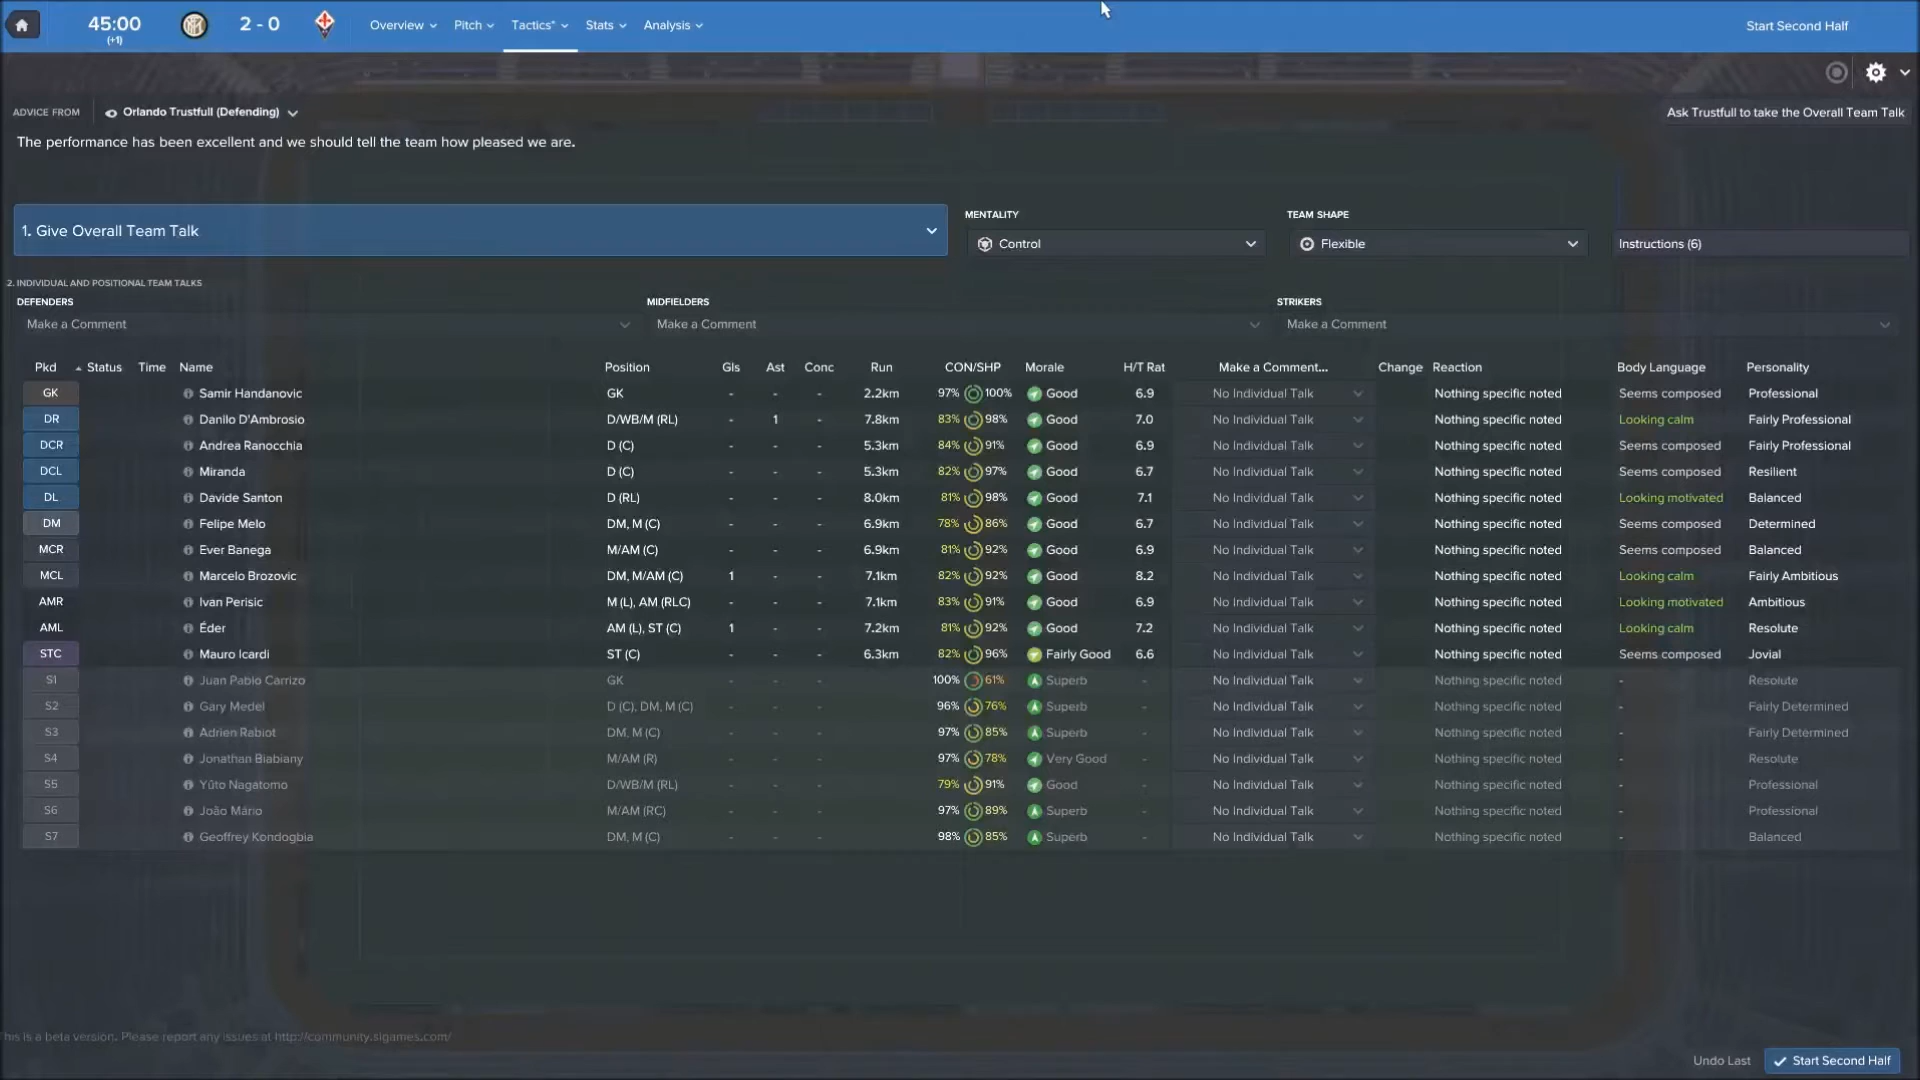 45:00 2 - 0 Overview Pitch Tactics* Stats Analysis Start Second Half
(+1)
ADVICE FROM Orlando Trustfull (Defending) Ask Trustfull to take the Overall Team Talk
The performance has been excellent and we should tell the team how pleased we are.
MENTALITY TEAM SHAPE
1. Give Overall Team Talk Control Flexible Instructions (6)
2. INDIVIDUAL AND POSITIONAL TEAM TALKS
DEFENDERS MIDFIELDERS STRIKERS
Make a Comment Make a Comment Make a Comment
Pkd Status Time Name Position Gls Ast Conc Run CON/SHP Morale H/T Rat Make a Comment... Change Reaction Body Language Personality
GK Samir Handanovic GK - - - 2.2km 97% 100% Good 6.9 No Individual Talk Nothing specific noted Seems composed Professional
DR Danilo D'Ambrosio D/WB/M (RL) - 1 - 7.8km 83% 98% Good 7.0 No Individual Talk Nothing specific noted Looking calm Fairly Professional
DCR Andrea Ranocchia D (C) - - - 5.3km 84% 91% Good 6.9 No Individual Talk Nothing specific noted Seems composed Fairly Professional
DCL Miranda D (C) - - - 5.3km 82% 97% Good 6.7 No Individual Talk Nothing specific noted Seems composed Resilient
DL Davide Santon D (RL) - - - 8.0km 81% 98% Good 7.1 No Individual Talk Nothing specific noted Looking motivated Balanced
DM Felipe Melo DM, M (C) - - - 6.9km 78% 86% Good 6.7 No Individual Talk Nothing specific noted Seems composed Determined
MCR Ever Banega M/AM (C) - - - 6.9km 81% 92% Good 6.9 No Individual Talk Nothing specific noted Seems composed Balanced
MCL Marcelo Brozovic DM, M/AM (C) 1 - - 7.1km 82% 92% Good 8.2 No Individual Talk Nothing specific noted Looking calm Fairly Ambitious
AMR Ivan Perisic M (L), AM (RLC) - - - 7.1km 83% 91% Good 6.9 No Individual Talk Nothing specific noted Looking motivated Ambitious
AML Éder AM (L), ST (C) 1 - - 7.2km 81% 92% Good 7.2 No Individual Talk Nothing specific noted Looking calm Resolute
STC Mauro Icardi ST (C) - - - 6.3km 82% 96% Fairly Good 6.6 No Individual Talk Nothing specific noted Seems composed Jovial
S1 Juan Pablo Carrizo GK - - - 100% 61% Superb - No Individual Talk Nothing specific noted - Resolute
S2 Gary Medel D (C), DM, M (C) - - - 96% 76% Superb - No Individual Talk Nothing specific noted - Fairly Determined
S3 Adrien Rabiot DM, M (C) - - - 97% 85% Superb - No Individual Talk Nothing specific noted - Fairly Determined
S4 Jonathan Biabiany M/AM (R) - - - 97% 78% Very Good - No Individual Talk Nothing specific noted - Resolute
S5 Yûto Nagatomo D/WB/M (RL) - - - 79% 91% Good - No Individual Talk Nothing specific noted - Professional
S6 João Mário M/AM (RC) - - - 97% 89% Superb - No Individual Talk Nothing specific noted - Professional
S7 Geoffrey Kondogbia DM, M (C) - - - 98% 85% Superb - No Individual Talk Nothing specific noted - Balanced
This is a beta version. Please report any issues at http://community.sigames.com/
Undo Last Start Second Half